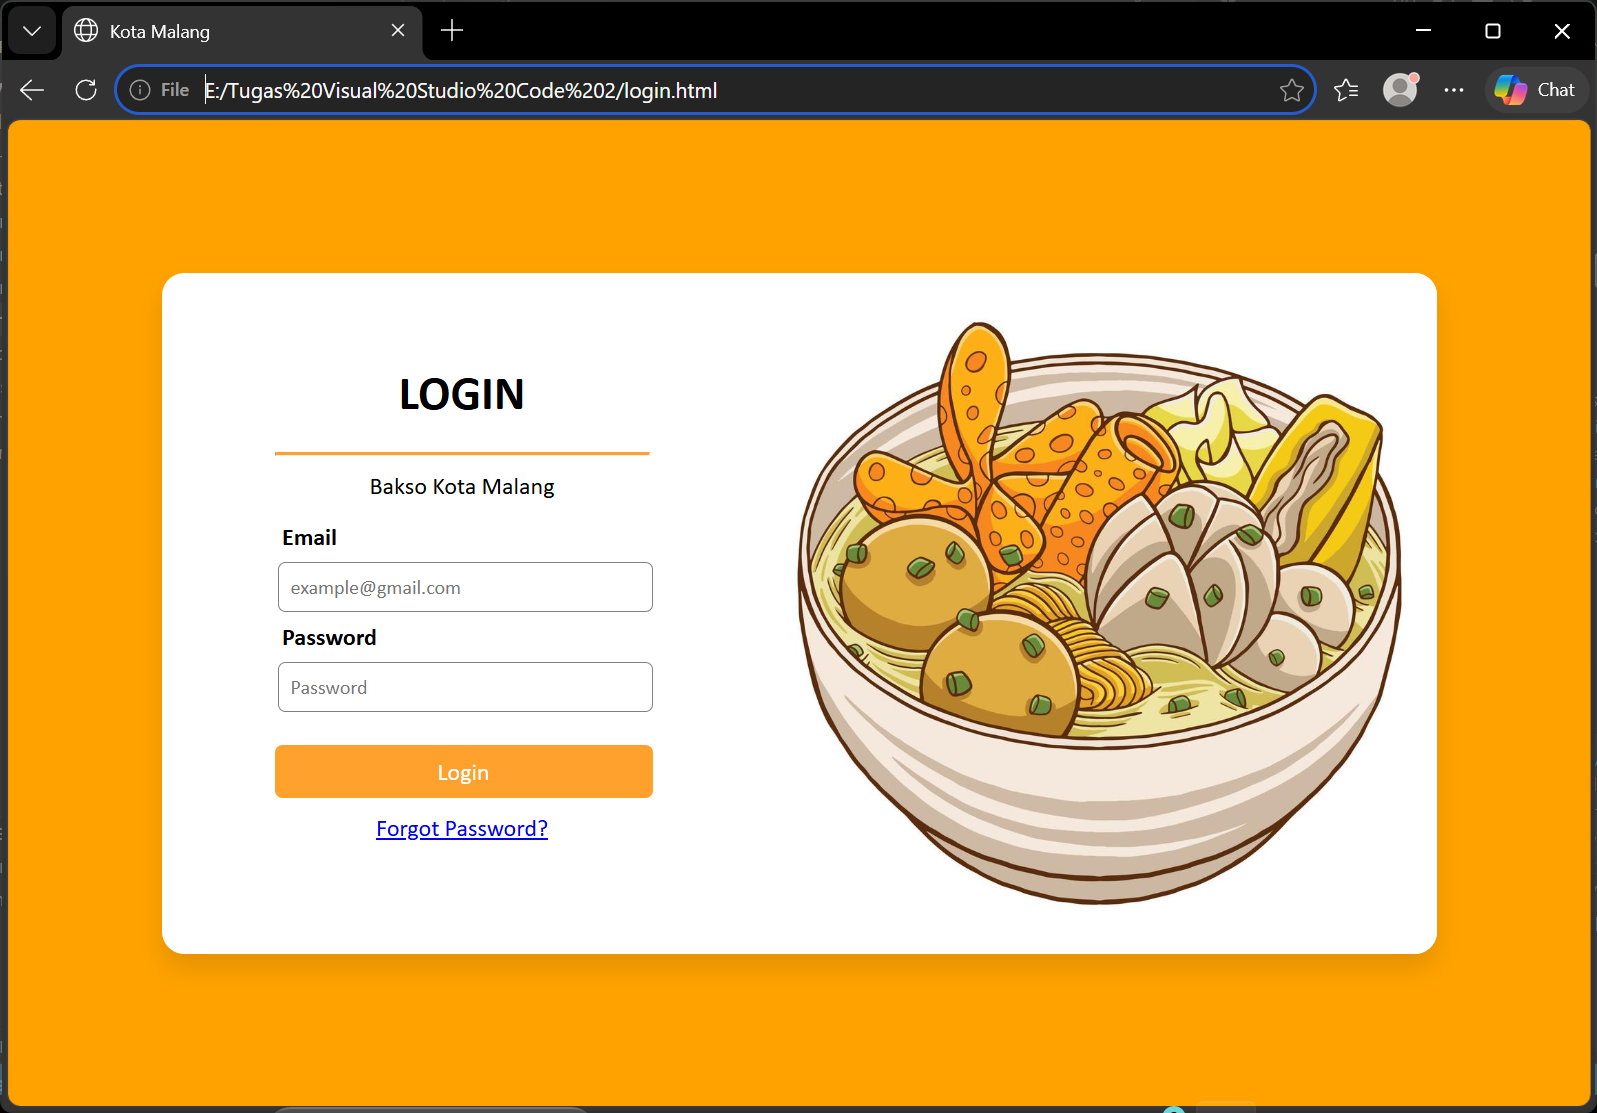 Kota Malang
File E:/Tugas%20Visual%20Studio%20Code%202/login.html
Chat
LOGIN
Bakso Kota Malang
Email
example@gmail.com
Password
Password
Login
Forgot Password?